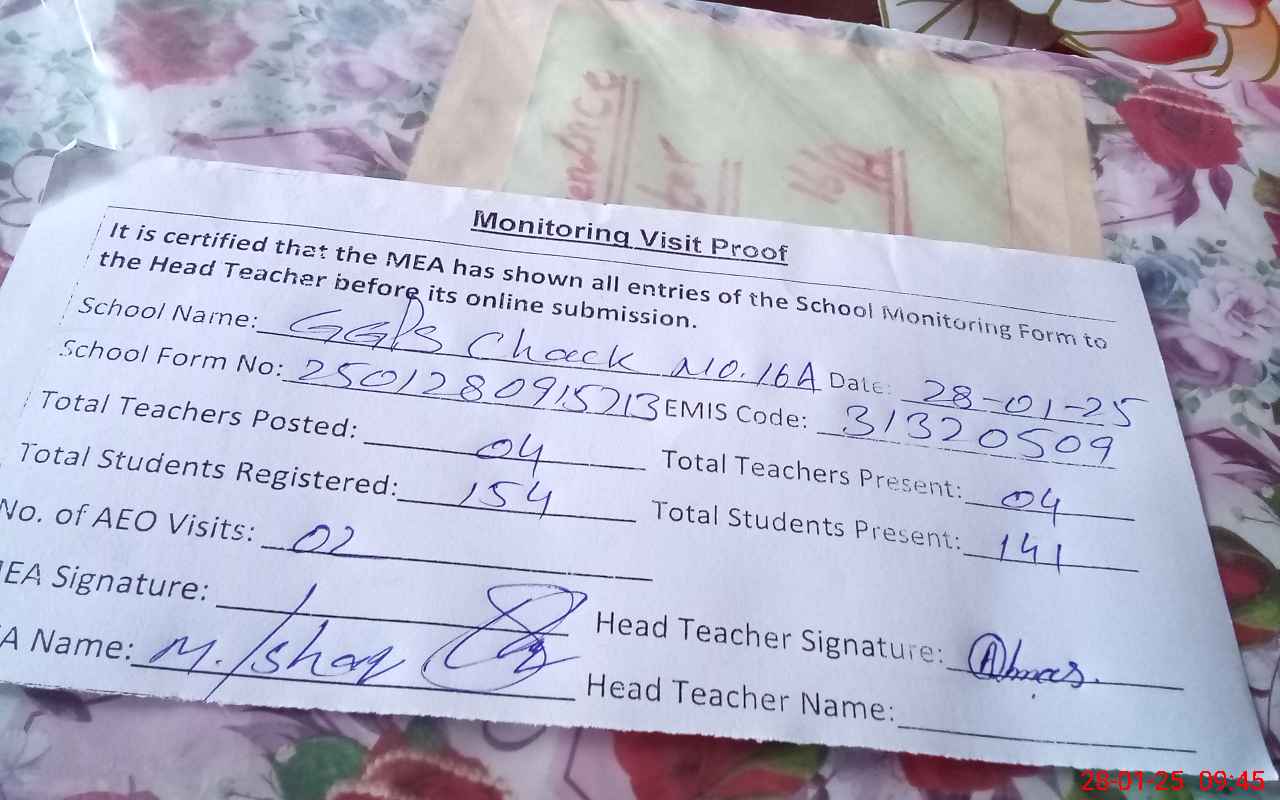 endnce
16/A
Monitoring Visit Proof
It is certified that the MEA has shown all entries of the School Monitoring Form to
the Head Teacher before its online submission.
School Name: GGPS Chack No. 16A Date: 28-01-25
School Form No: 2501280915713 EMIS Code: 31320509
Total Teachers Posted: 04 Total Teachers Present: 04
Total Students Registered: 154 Total Students Present: 141
No. of AEO Visits: 02
EA Signature: Head Teacher Signature: Almas.
A Name: M. Ishaq Head Teacher Name:
28-01-25 09:45